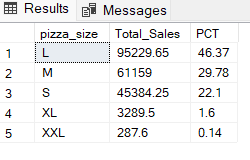 Results Messages
pizza_size Total_Sales PCT
1 L 95229.65 46.37
2 M 61159 29.78
3 S 45384.25 22.1
4 XL 3289.5 1.6
5 XXL 287.6 0.14